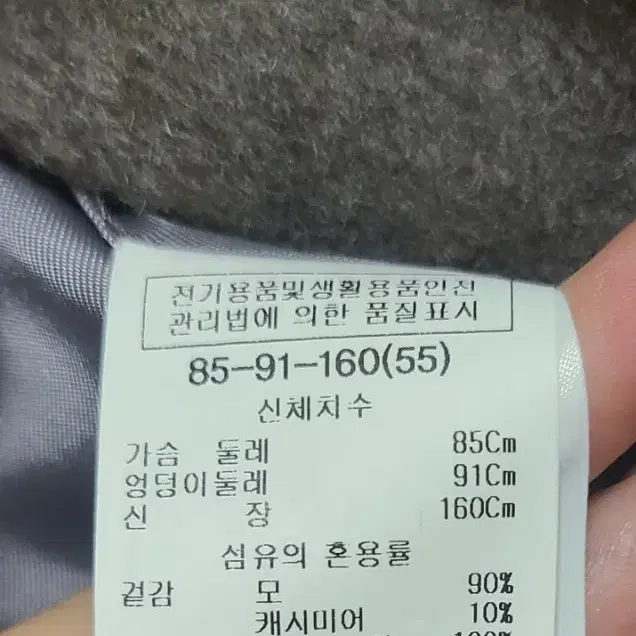 전기용품및생활용품안전
관리법에 의한 품질표시
85-91-160(55)
신체치수
가슴 둘레 85Cm
엉덩이둘레 91Cm
신 장 160Cm
섬유의 혼용률
겉감 모 90%
캐시미어 10%